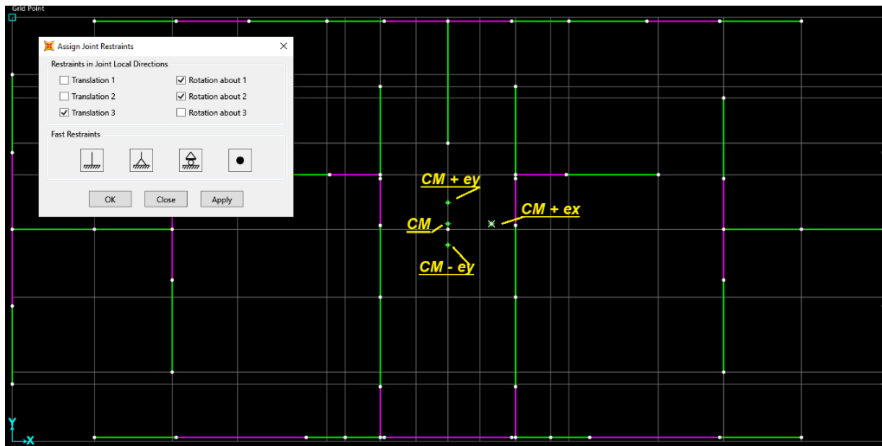 Grid Point
Assign Joint Restraints
Restraints in Joint Local Directions
Translation 1
Rotation about 1
Translation 2
Rotation about 2
Translation 3
Rotation about 3
Fast Restraints
OK
Close
Apply
CM + ey
CM + ex
CM
CM - ey
Y
X